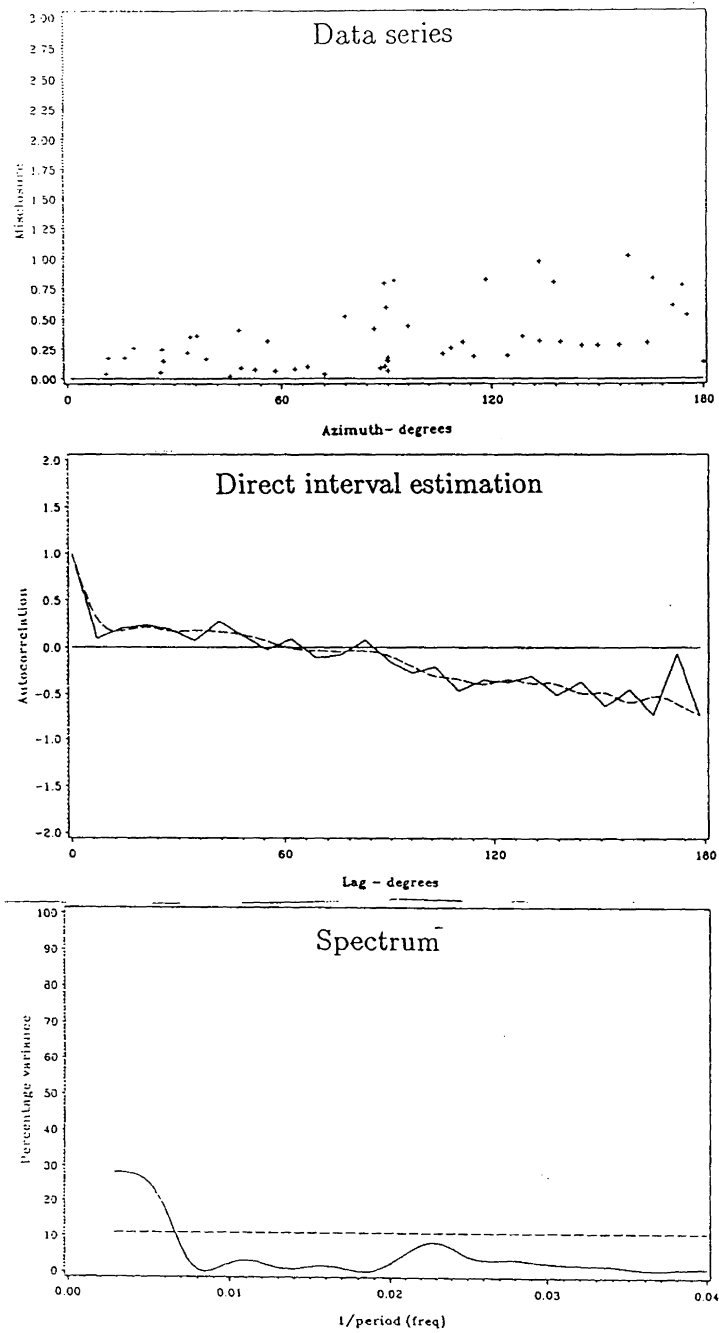 Data series
3.00
2.75
2.50
2.25
2.00
1.75
1.50
1.25
1.00
0.75
0.50
0.25
0.00
Misclosure
0 60 120 180
Azimuth- degrees
Direct interval estimation
2.0
1.5
1.0
0.5
0.0
-0.5
-1.0
-1.5
-2.0
Autocorrelation
0 60 120 180
Lag - degrees
Spectrum
100
90
80
70
60
50
40
30
20
10
0
Percentage variance
0.00 0.01 0.02 0.03 0.04
1/period (freq)